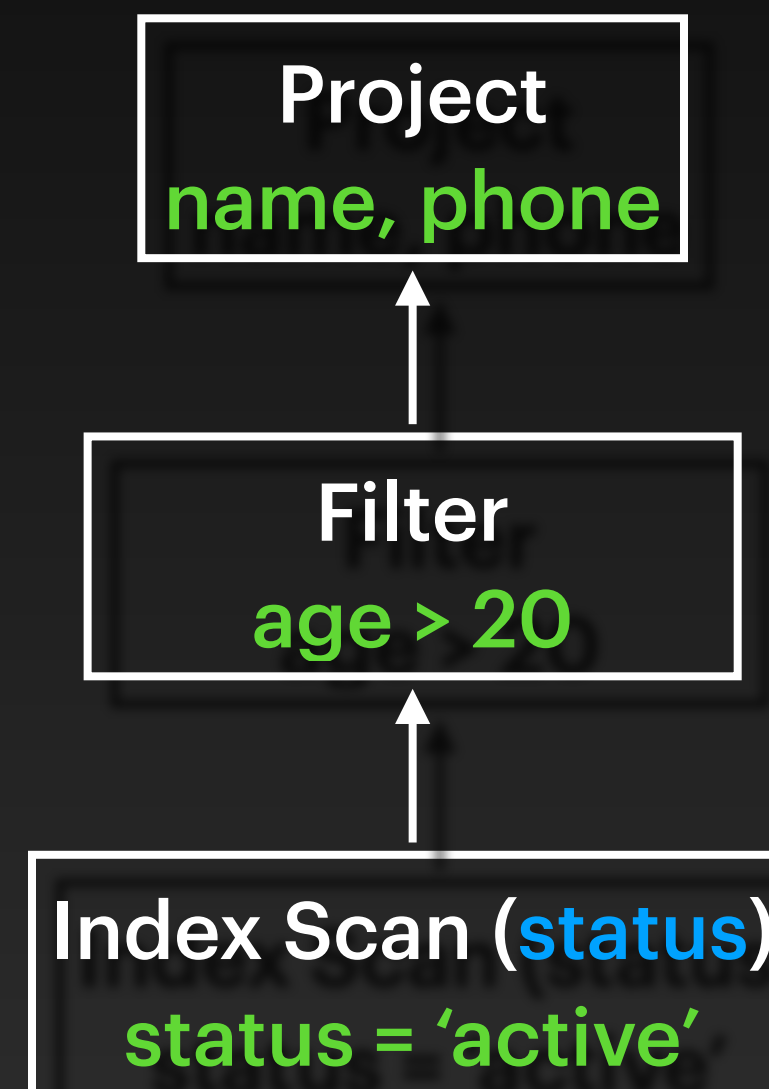 Project
name, phone
Filter
age > 20
Index Scan (status)
status = ‘active’